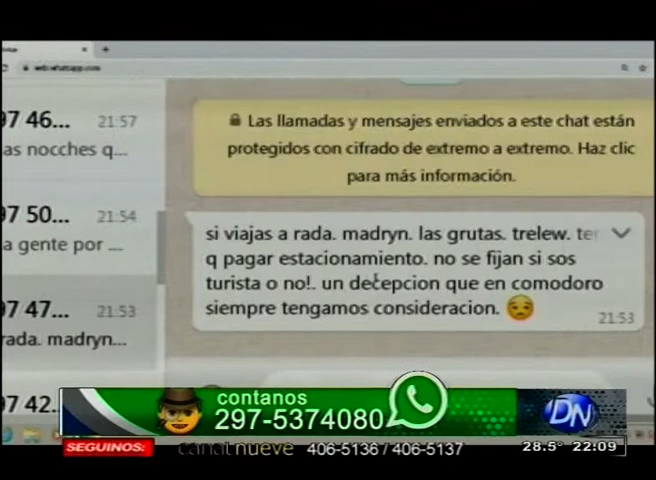 web.whatsapp.com
97 46...
21:57
as nocches q...
97 50...
21:54
a gente por ...
97 47...
21:53
rada. madryn...
97 42...
Las llamadas y mensajes enviados a este chat están
protegidos con cifrado de extremo a extremo. Haz clic
para más información.
si viajas a rada. madryn. las grutas. trelew. ter
q pagar estacionamiento. no se fijan si sos
turista o no!. un decepcion que en comodoro
siempre tengamos consideracion.
21:53
contanos
297-5374080
DN
SEGUINOS:
canal nueve
406-5136 / 406-5137
28.5° 22:09